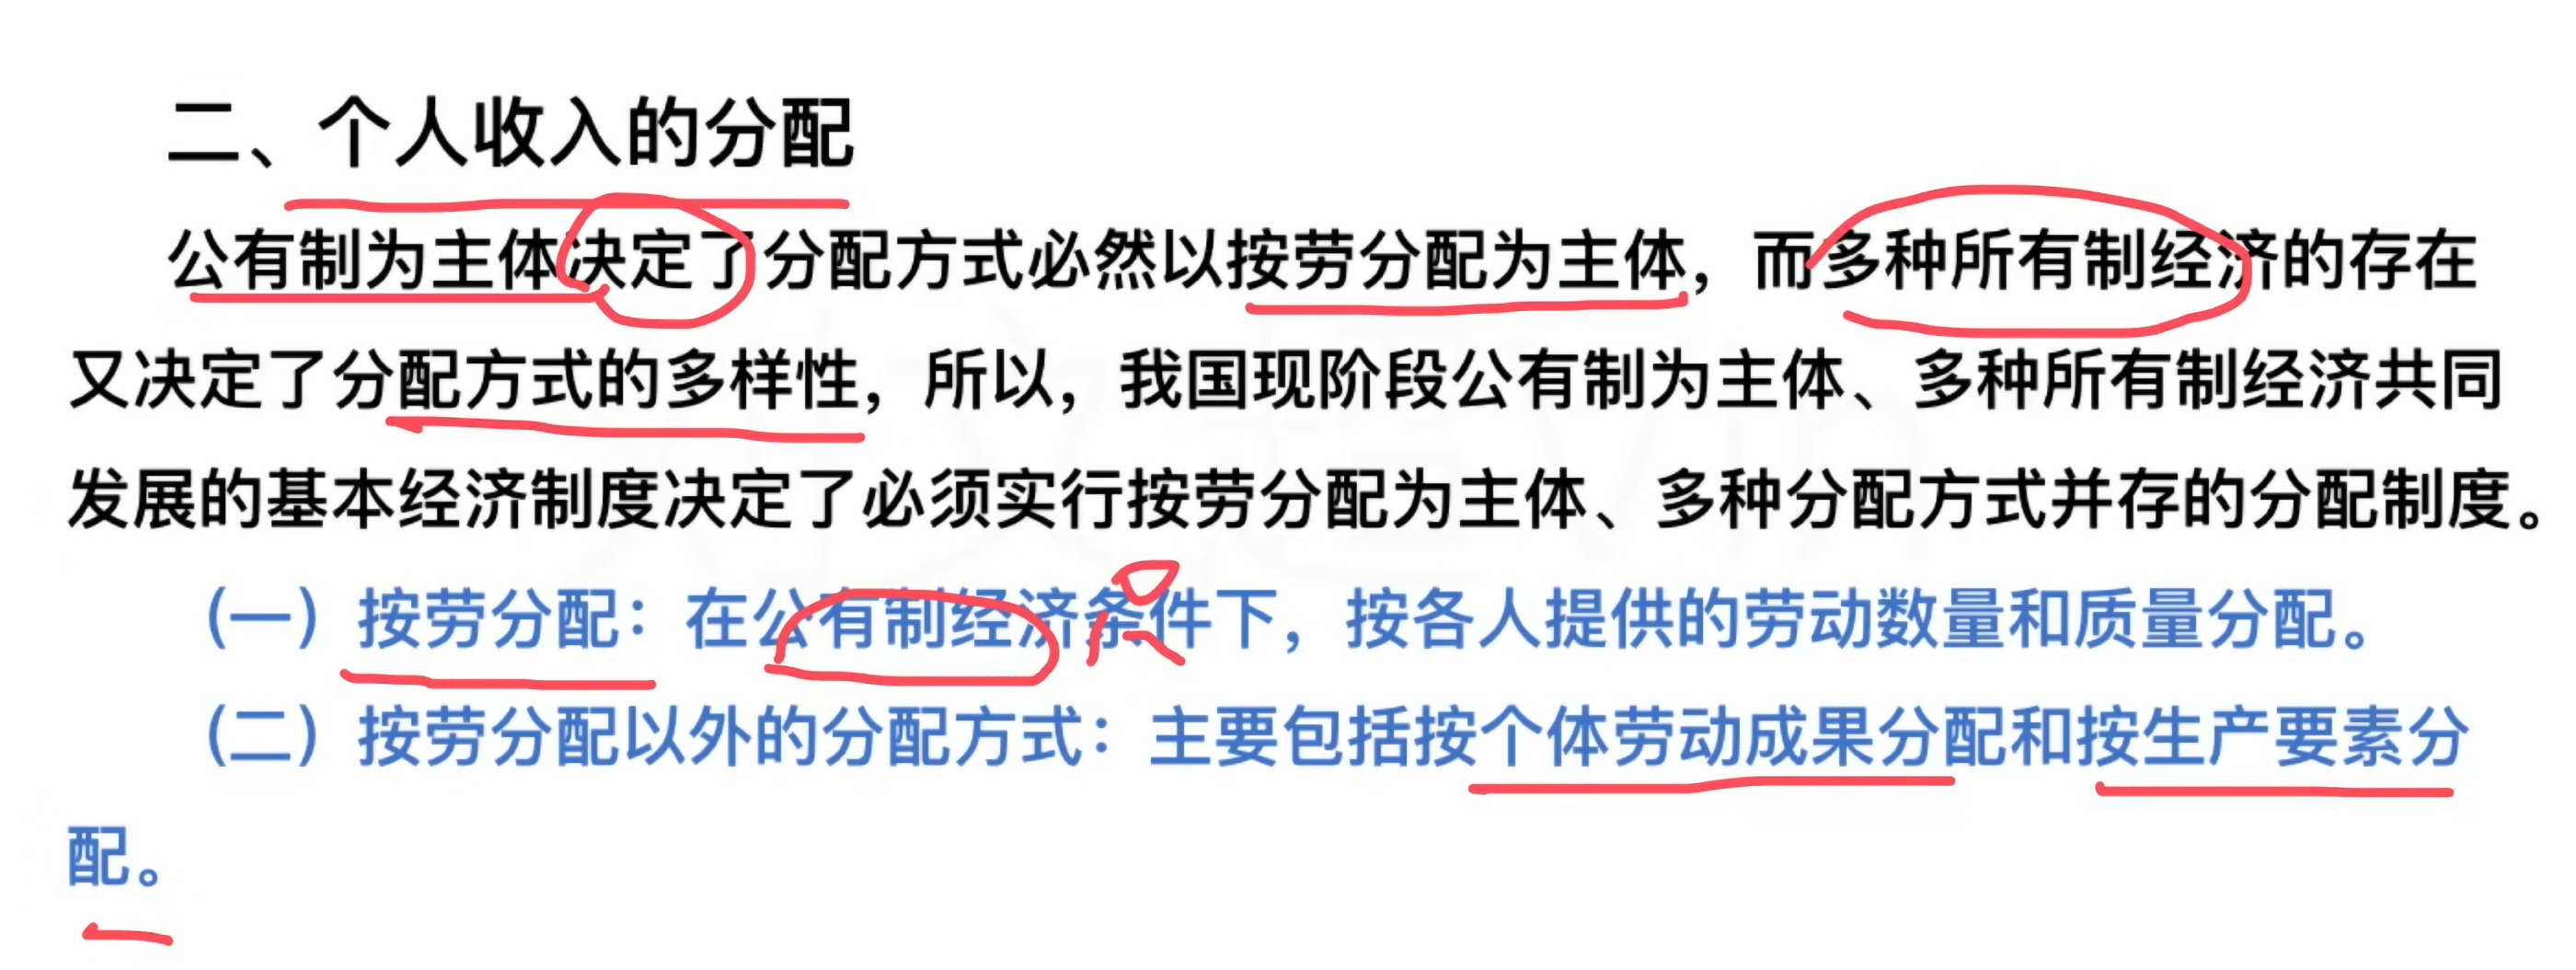 二、个人收入的分配
公有制为主体决定了分配方式必然以按劳分配为主体，而多种所有制经济的存在
又决定了分配方式的多样性，所以，我国现阶段公有制为主体、多种所有制经济共同
发展的基本经济制度决定了必须实行按劳分配为主体、多种分配方式并存的分配制度。
（一）按劳分配：在公有制经济条件下，按各人提供的劳动数量和质量分配。
（二）按劳分配以外的分配方式：主要包括按个体劳动成果分配和按生产要素分
配。